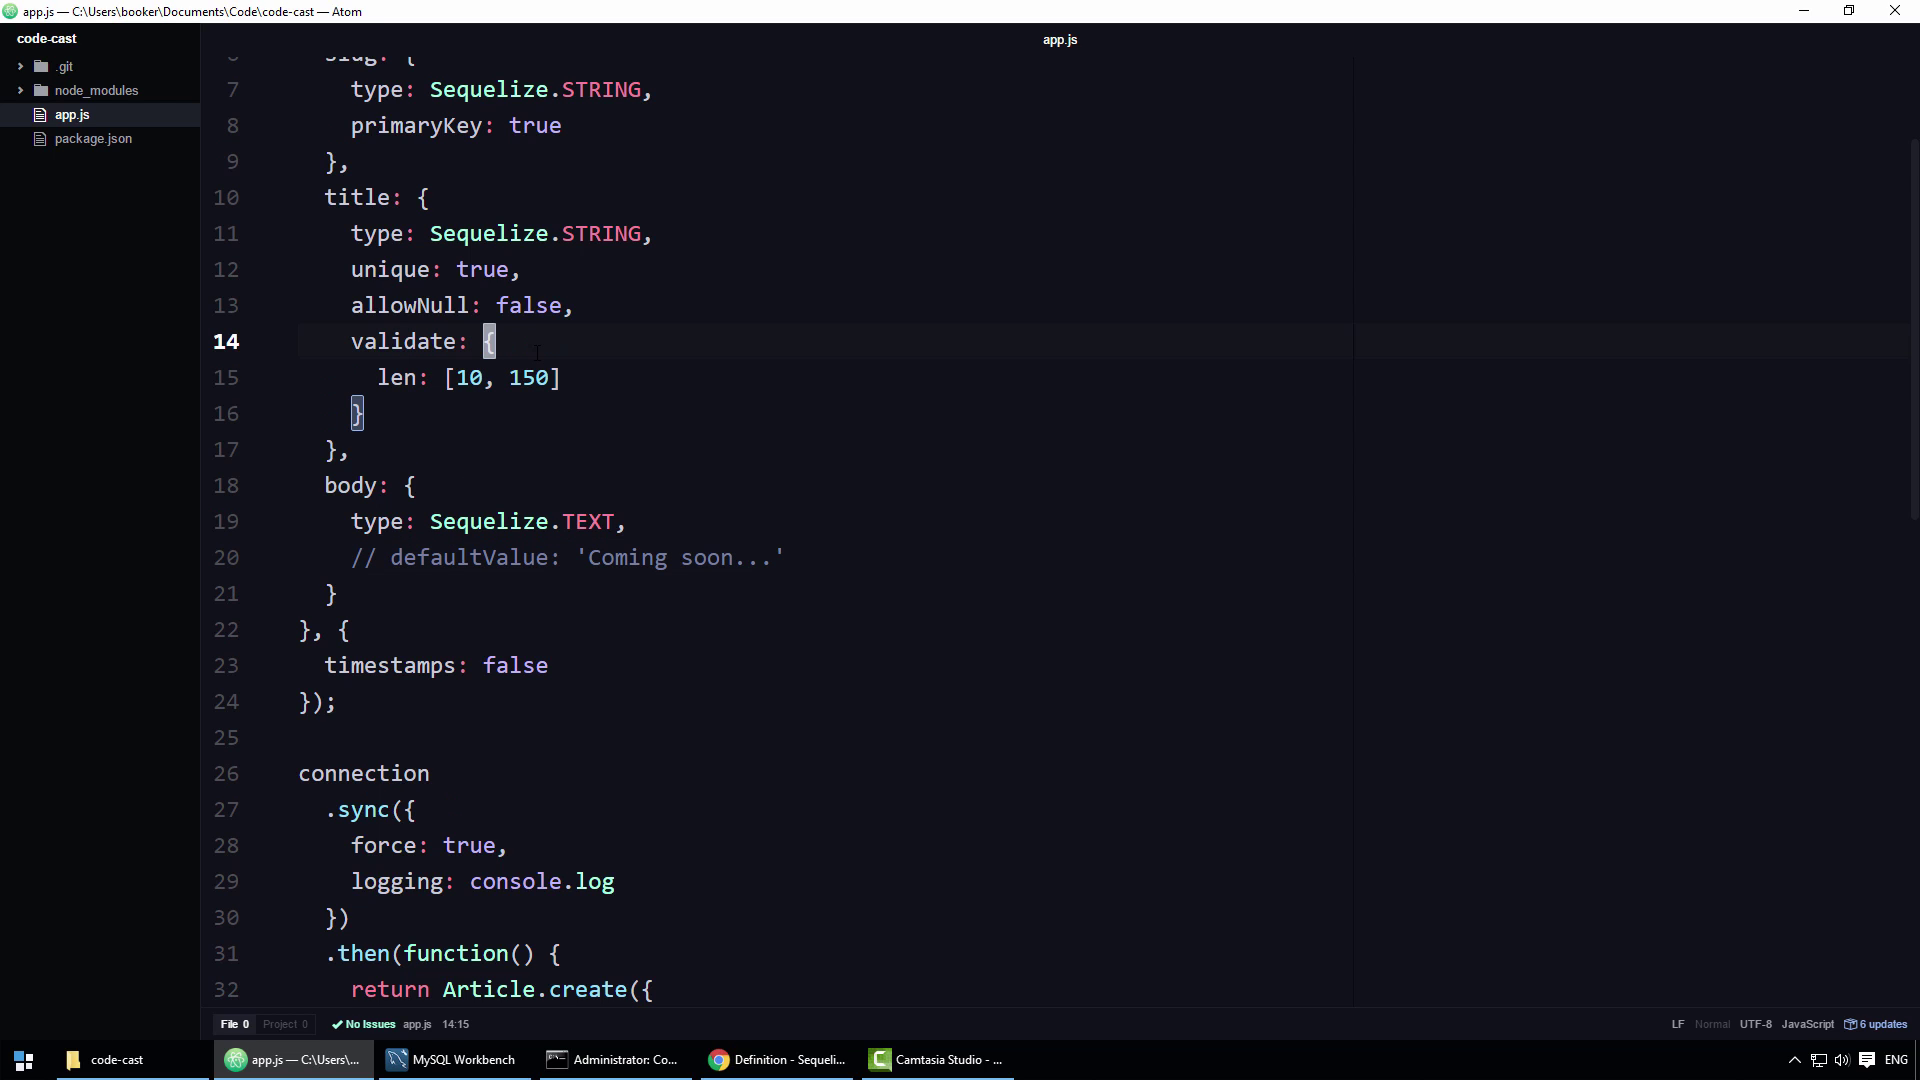 app.js — C:\Users\booker\Documents\Code\code-cast — Atom
code-cast
.git
node_modules
app.js
package.json
app.js
6 slug: {
7 type: Sequelize.STRING,
8 primaryKey: true
9 },
10 title: {
11 type: Sequelize.STRING,
12 unique: true,
13 allowNull: false,
14 validate: {
15 len: [10, 150]
16 }
17 },
18 body: {
19 type: Sequelize.TEXT,
20 // defaultValue: 'Coming soon...'
21 }
22 }, {
23 timestamps: false
24 });
25
26 connection
27 .sync({
28 force: true,
29 logging: console.log
30 })
31 .then(function() {
32 return Article.create({
File 0 Project 0 No Issues app.js 14:15 LF Normal UTF-8 JavaScript 6 updates
code-cast app.js — C:\Users\... MySQL Workbench Administrator: Co... Definition - Sequeli... Camtasia Studio - ... ENG